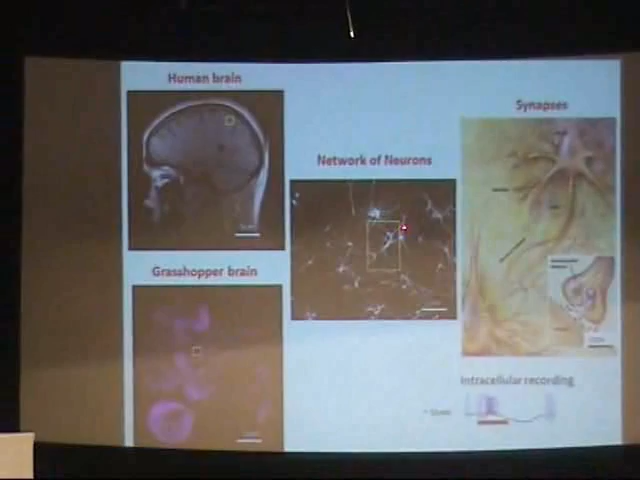 Human brain
Synapses
Network of Neurons
Grasshopper brain
Intracellular recording